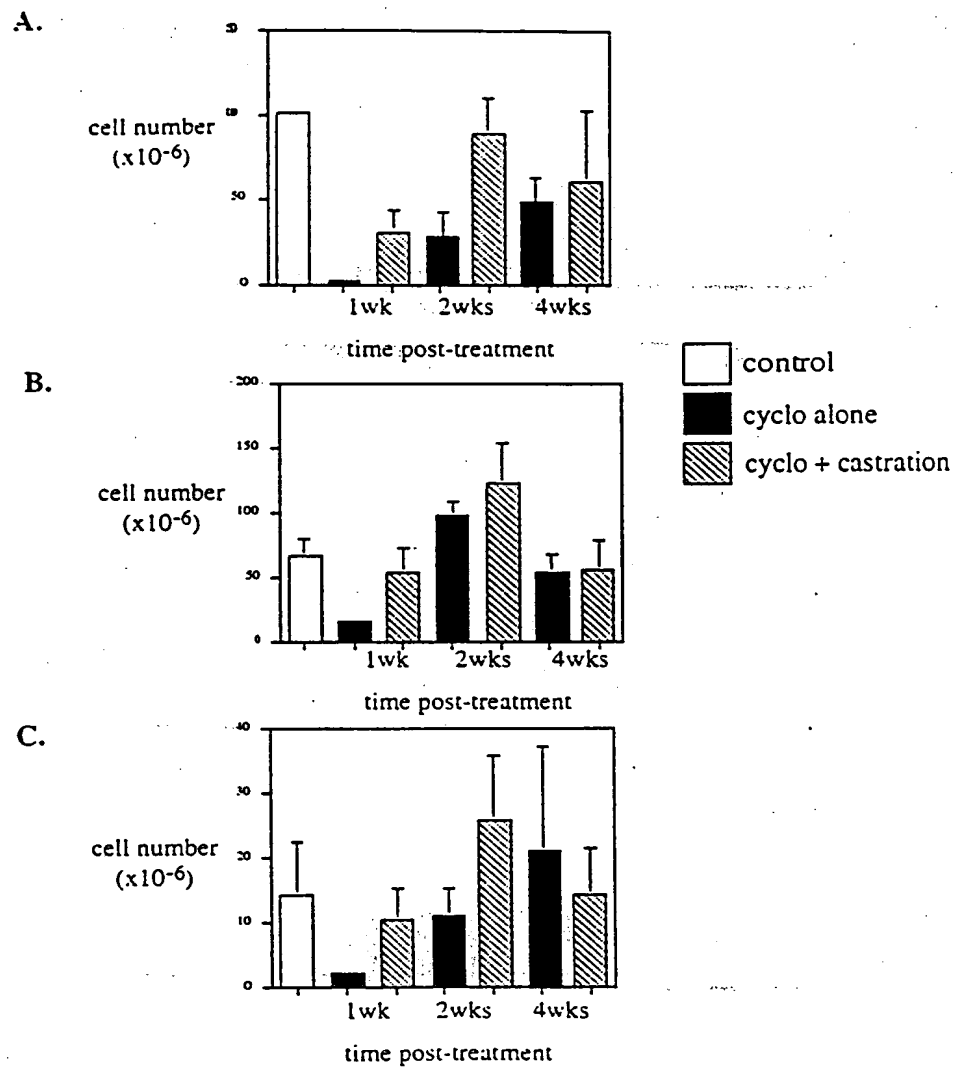 A.
cell number
(x10-6)
50
0
1wk 2wks 4wks
time post-treatment
B.
200
150
100
50
0
cell number
(x10-6)
1wk 2wks 4wks
time post-treatment
control
cyclo alone
cyclo + castration
C.
40
30
20
10
0
cell number
(x10-6)
1wk 2wks 4wks
time post-treatment